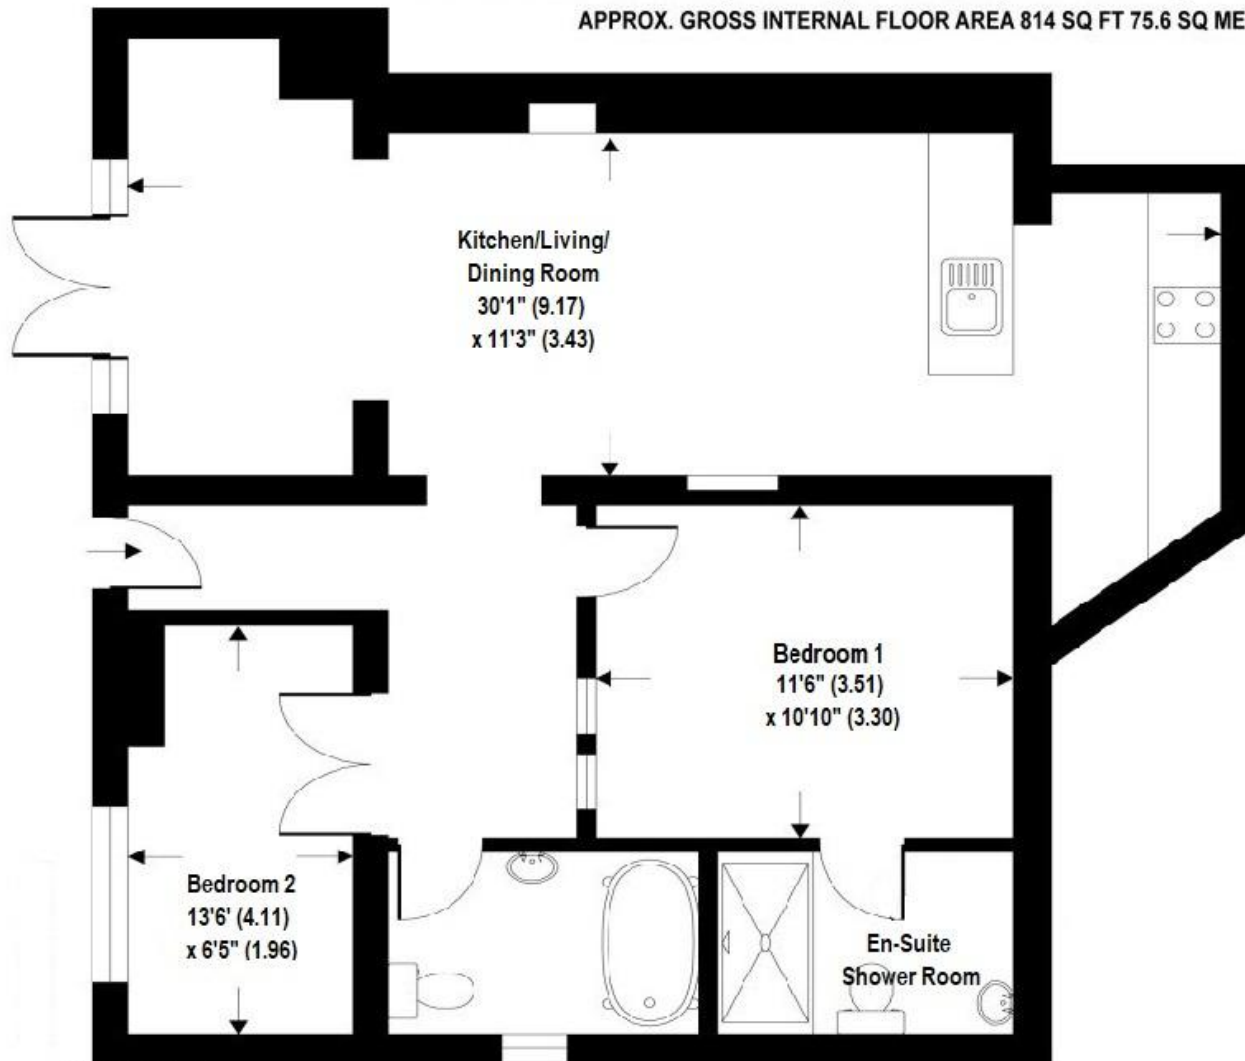 APPROX. GROSS INTERNAL FLOOR AREA 814 SQ FT 75.6 SQ ME
Kitchen/Living/
Dining Room
30'1" (9.17)
x 11'3" (3.43)
Bedroom 1
11'6" (3.51)
x 10'10" (3.30)
Bedroom 2
13'6' (4.11)
x 6'5" (1.96)
En-Suite
Shower Room